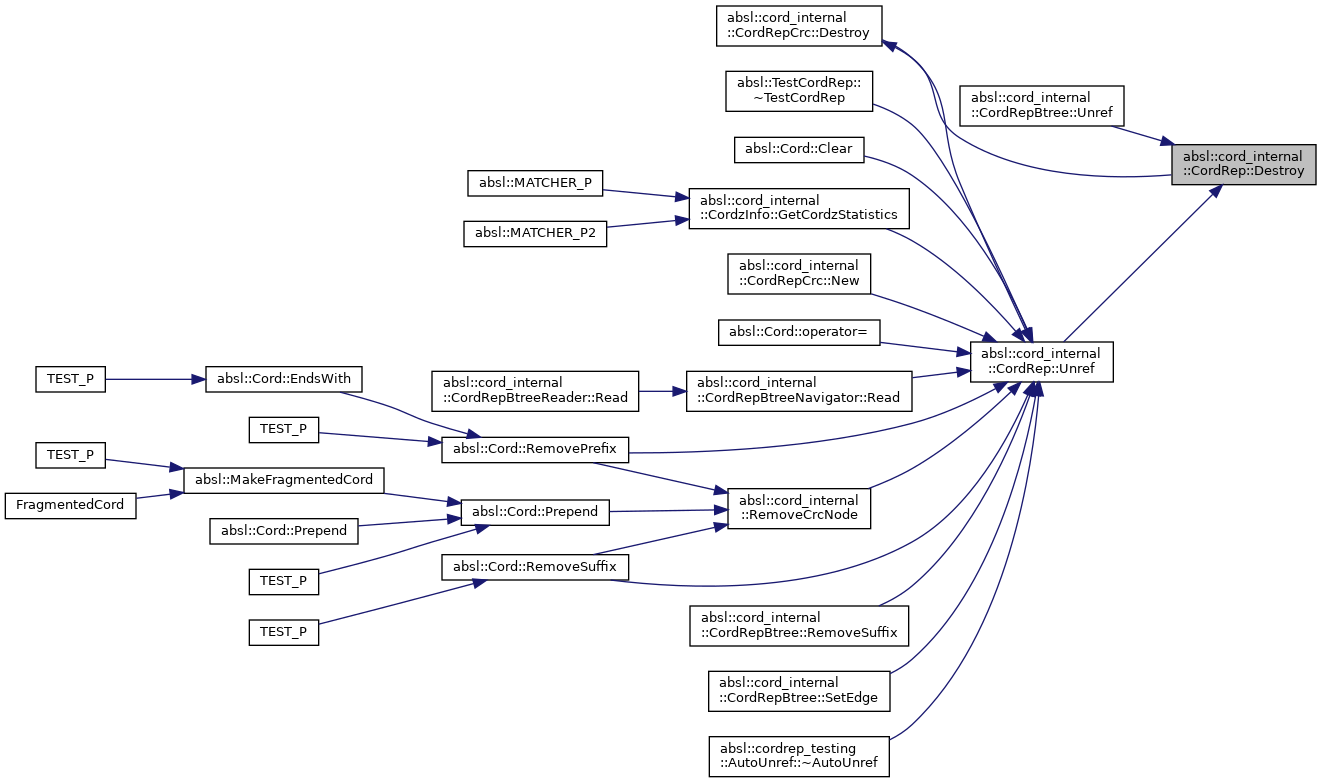 absl::cord_internal
::CordRepCrc::Destroy
absl::TestCordRep::
~TestCordRep
absl::cord_internal
::CordRepBtree::Unref
absl::Cord::Clear
absl::cord_internal
::CordRep::Destroy
absl::MATCHER_P
absl::cord_internal
::CordzInfo::GetCordzStatistics
absl::MATCHER_P2
absl::cord_internal
::CordRepCrc::New
absl::Cord::operator=
absl::cord_internal
::CordRep::Unref
TEST_P
absl::Cord::EndsWith
absl::cord_internal
::CordRepBtreeReader::Read
absl::cord_internal
::CordRepBtreeNavigator::Read
TEST_P
absl::Cord::RemovePrefix
TEST_P
absl::MakeFragmentedCord
FragmentedCord
absl::Cord::Prepend
absl::cord_internal
::RemoveCrcNode
absl::Cord::Prepend
TEST_P
absl::Cord::RemoveSuffix
TEST_P
absl::cord_internal
::CordRepBtree::RemoveSuffix
absl::cord_internal
::CordRepBtree::SetEdge
absl::cordrep_testing
::AutoUnref::~AutoUnref